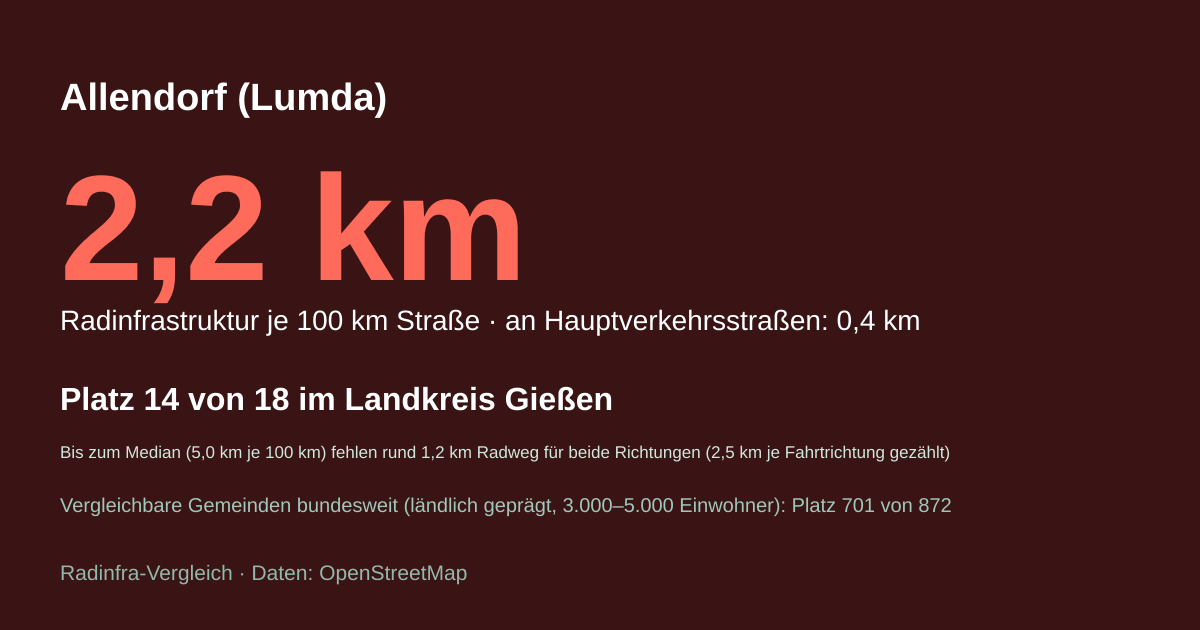 Allendorf (Lumda)
2,2 km
Radinfrastruktur je 100 km Straße · an Hauptverkehrsstraßen: 0,4 km
Platz 14 von 18 im Landkreis Gießen
Bis zum Median (5,0 km je 100 km) fehlen rund 1,2 km Radweg für beide Richtungen (2,5 km je Fahrtrichtung gezählt)
Vergleichbare Gemeinden bundesweit (ländlich geprägt, 3.000–5.000 Einwohner): Platz 701 von 872
Radinfra-Vergleich · Daten: OpenStreetMap